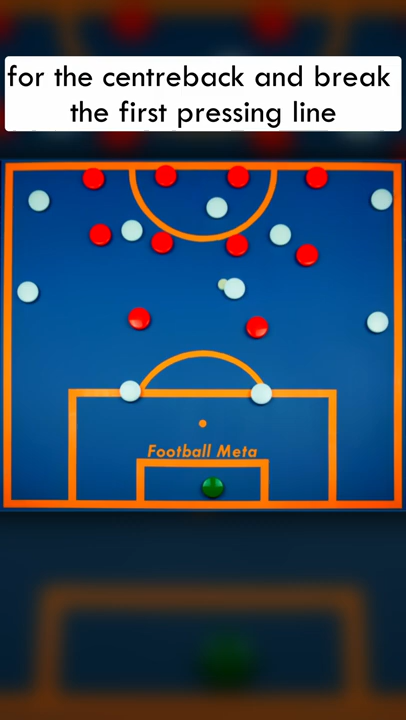 for the centreback and break
the first pressing line
Football Meta